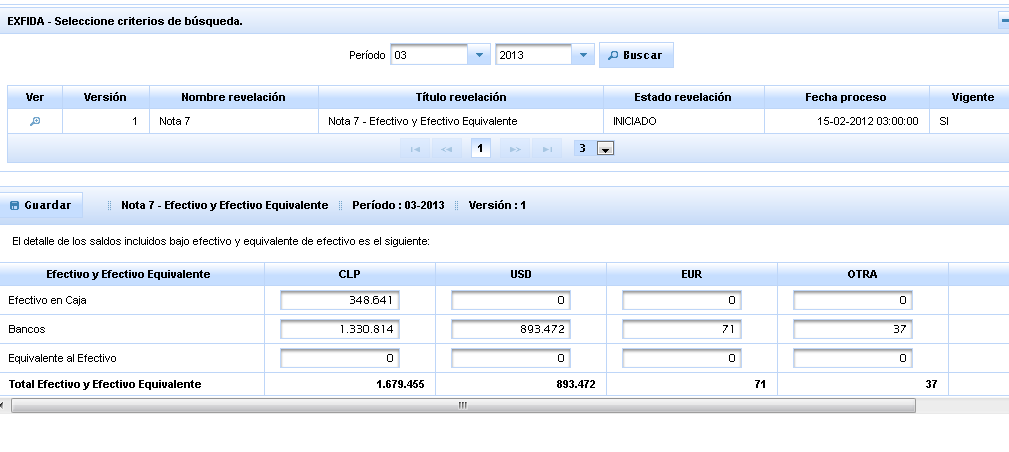 EXFIDA - Seleccione criterios de búsqueda.
Período 03 2013 Buscar
Ver Versión Nombre revelación Título revelación Estado revelación Fecha proceso Vigente
1 Nota 7 Nota 7 - Efectivo y Efectivo Equivalente INICIADO 15-02-2012 03:00:00 SI
1 3
Guardar Nota 7 - Efectivo y Efectivo Equivalente Período : 03-2013 Versión : 1
El detalle de los saldos incluidos bajo efectivo y equivalente de efectivo es el siguiente:
Efectivo y Efectivo Equivalente CLP USD EUR OTRA
Efectivo en Caja 348.641 0 0 0
Bancos 1.330.814 893.472 71 37
Equivalente al Efectivo 0 0 0 0
Total Efectivo y Efectivo Equivalente 1.679.455 893.472 71 37